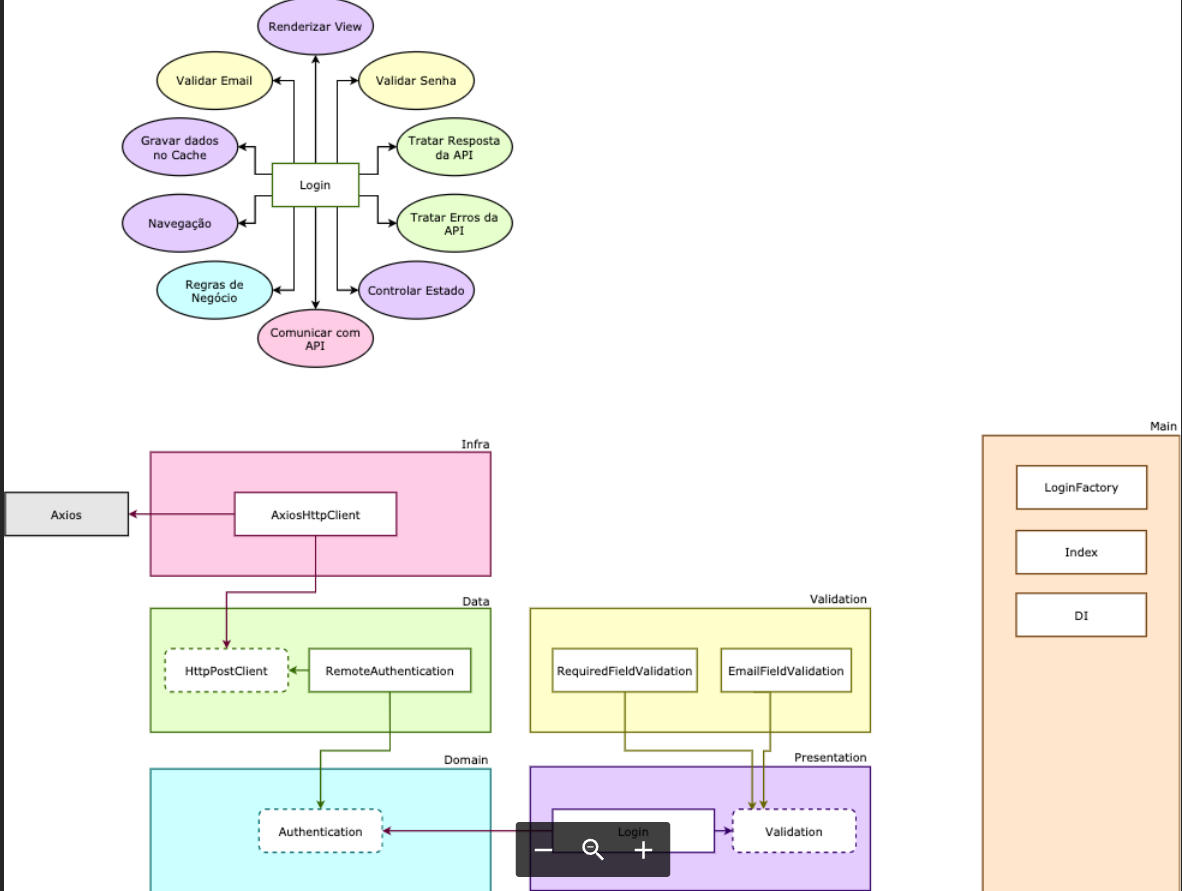 Renderizar View
Validar Email
Validar Senha
Gravar dados
no Cache
Tratar Resposta
da API
Login
Navegação
Tratar Erros da
API
Regras de
Negócio
Controlar Estado
Comunicar com
API
Main
Infra
LoginFactory
Axios
AxiosHttpClient
Index
Data
Validation
DI
HttpPostClient
RemoteAuthentication
RequiredFieldValidation
EmailFieldValidation
Domain
Presentation
Authentication
Login
Validation